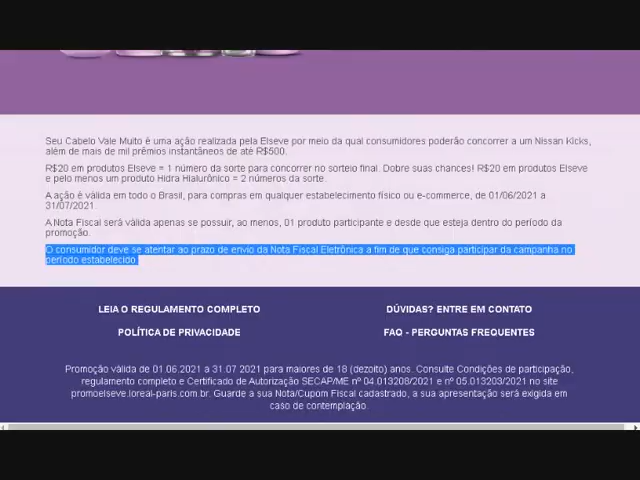 Seu Cabelo Vale Muito é uma ação realizada pela Elseve por meio da qual consumidores poderão concorrer a um Nissan Kicks,
além de mais de mil prêmios instantâneos de até R$500.
R$20 em produtos Elseve = 1 número da sorte para concorrer no sorteio final. Dobre suas chances! R$20 em produtos Elseve
e pelo menos um produto Hidra Hialurônico = 2 números da sorte.
A ação é válida em todo o Brasil, para compras em qualquer estabelecimento físico ou e-commerce, de 01/06/2021 a
31/07/2021.
A Nota Fiscal será válida apenas se possuir, ao menos, 01 produto participante e desde que esteja dentro do período da
promoção.
O consumidor deve se atentar ao prazo de envio da Nota Fiscal Eletrônica a fim de que consiga participar da campanha no
período estabelecido.
LEIA O REGULAMENTO COMPLETO
DÚVIDAS? ENTRE EM CONTATO
POLÍTICA DE PRIVACIDADE
FAQ - PERGUNTAS FREQUENTES
Promoção válida de 01.06.2021 a 31.07 2021 para maiores de 18 (dezoito) anos. Consulte Condições de participação,
regulamento completo e Certificado de Autorização SECAP/ME nº 04.013208/2021 e nº 05.013203/2021 no site
promoelseve.loreal-paris.com.br. Guarde a sua Nota/Cupom Fiscal cadastrado, a sua apresentação será exigida em
caso de contemplação.